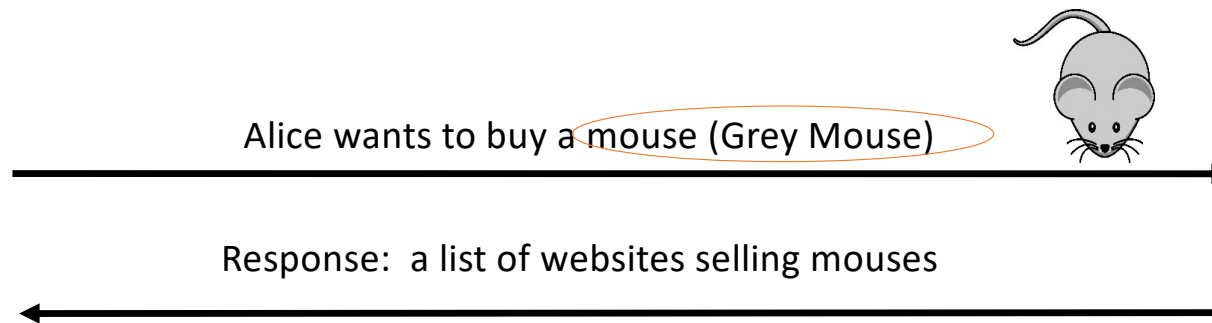 Alice wants to buy a mouse (Grey Mouse)
Response: a list of websites selling mouses